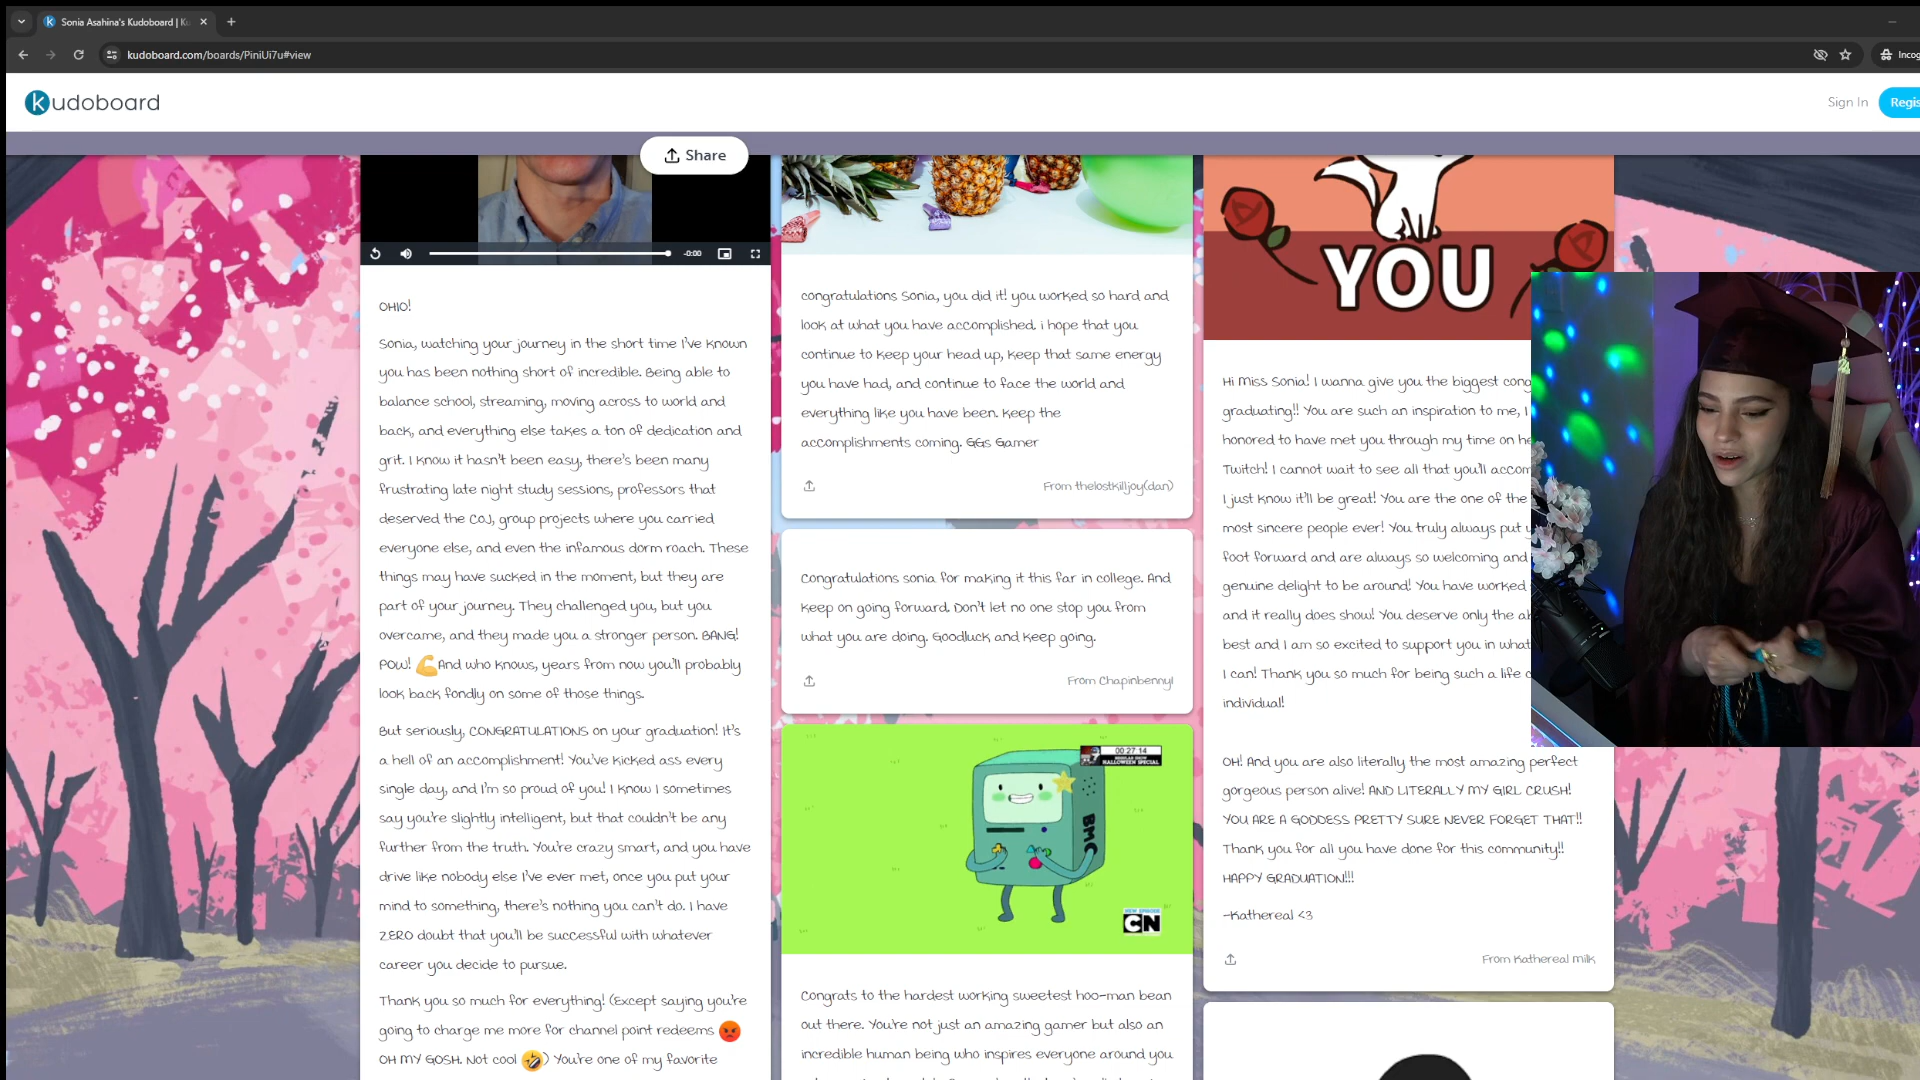 Sonia Asahina's Kudoboard | Ku
kudoboard.com/boards/PiniUi7u#view
Incog
kudoboard
Sign In
Regis
Share
-0:00
OHIO!
Sonia, watching your journey in the short time I've known
you has been nothing short of incredible. Being able to
balance school, streaming, moving across to world and
back, and everything else takes a ton of dedication and
grit. I know it hasn't been easy, there's been many
frustrating late night study sessions, professors that
deserved the CoJ, group projects where you carried
everyone else, and even the infamous dorm roach. These
things may have sucked in the moment, but they are
part of your journey. They challenged you, but you
overcame, and they made you a stronger person. BANG!
POW! 💪And who knows, years from now you'll probably
look back fondly on some of those things.
But seriously, CONGRATULATIONS on your graduation! It's
a hell of an accomplishment! You've kicked ass every
single day, and I'm so proud of you! I know I sometimes
say you're slightly intelligent, but that couldn't be any
further from the truth. You're crazy smart, and you have
drive like nobody else I've ever met, once you put your
mind to something, there's nothing you can't do. I have
ZERO doubt that you'll be successful with whatever
career you decide to pursue.
Thank you so much for everything! (Except saying you're
going to charge me more for channel point redeems 😡
OH MY GOSH. Not cool 🤣) You're one of my favorite
congratulations Sonia, you did it! you worked so hard and
look at what you have accomplished. i hope that you
continue to keep your head up, keep that same energy
you have had, and continue to face the world and
everything like you have been. keep the
accomplishments coming. GGs Gamer
From thelostkilljoy(dan)
Congratulations sonia for making it this far in college. And
keep on going forward. Don't let no one stop you from
what you are doing. Goodluck and keep going.
From Chapinbenny1
00:27:14
REGULAR SHOW
HALLOWEEN SPECIAL
BMO
NEW EPISODE
CN
Congrats to the hardest working sweetest hoo-man bean
out there. You're not just an amazing gamer but also an
incredible human being who inspires everyone around you
YOU
Hi Miss Sonia! I wanna give you the biggest cong
graduating!! You are such an inspiration to me, I
honored to have met you through my time on he
Twitch! I cannot wait to see all that you'll accom
I just know it'll be great! You are the one of the
most sincere people ever! You truly always put y
foot forward and are always so welcoming and
genuine delight to be around! You have worked
and it really does show! You deserve only the ab
best and I am so excited to support you in what
I can! Thank you so much for being such a life c
individual!
OH! And you are also literally the most amazing perfect
gorgeous person alive! AND LITERALLY MY GIRL CRUSH!
YOU ARE A GODDESS PRETTY SURE NEVER FORGET THAT!!
Thank you for all you have done for this community!!
HAPPY GRADUATION!!!
-Kathereal <3
From Kathereal Milk